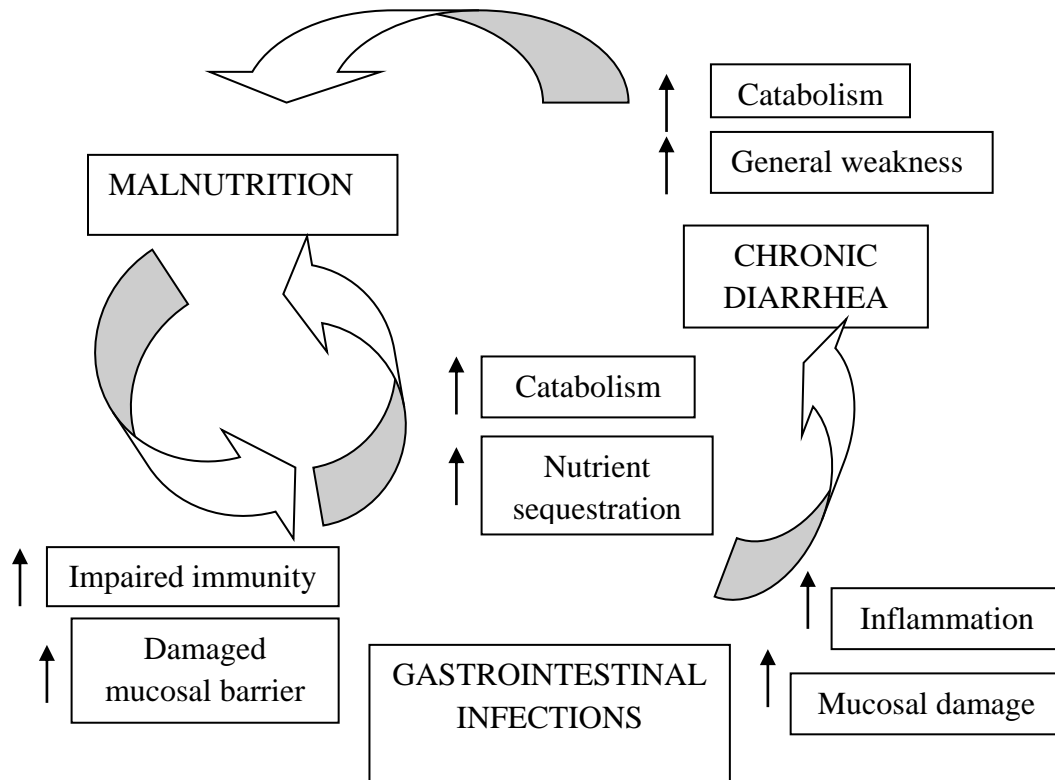 Catabolism
General weakness
MALNUTRITION
CHRONIC
DIARRHEA
Catabolism
Nutrient
sequestration
Impaired immunity
Damaged
mucosal barrier
Inflammation
Mucosal damage
GASTROINTESTINAL
INFECTIONS